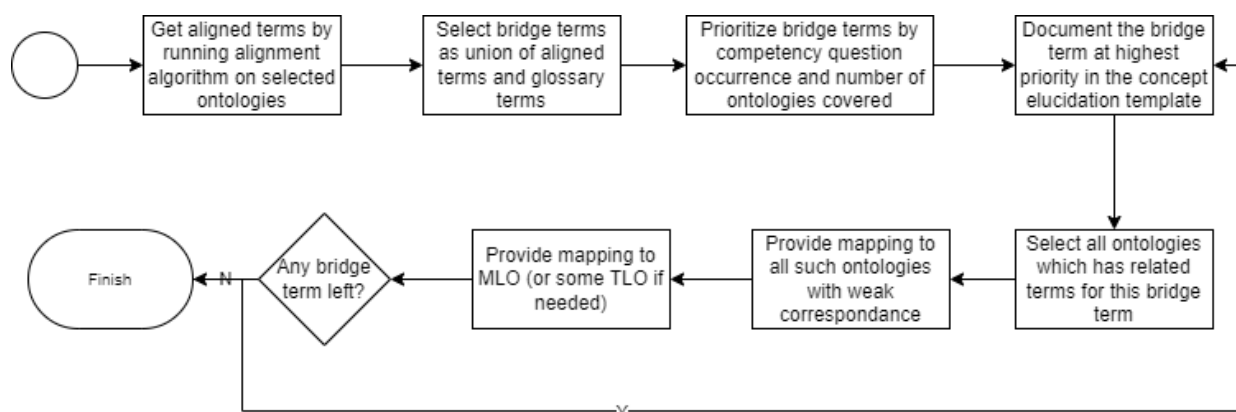 Get aligned terms by
running alignment
algorithm on selected
ontologies
Select bridge terms
as union of aligned
terms and glossary
terms
Prioritize bridge terms by
competency question
occurrence and number of
ontologies covered
Document the bridge
term at highest
priority in the concept
elucidation template
Select all ontologies
which has related
terms for this bridge
term
Provide mapping to
all such ontologies
with weak
correspondance
Provide mapping to
MLO (or some TLO if
needed)
Any bridge
term left?
N
Finish
Y